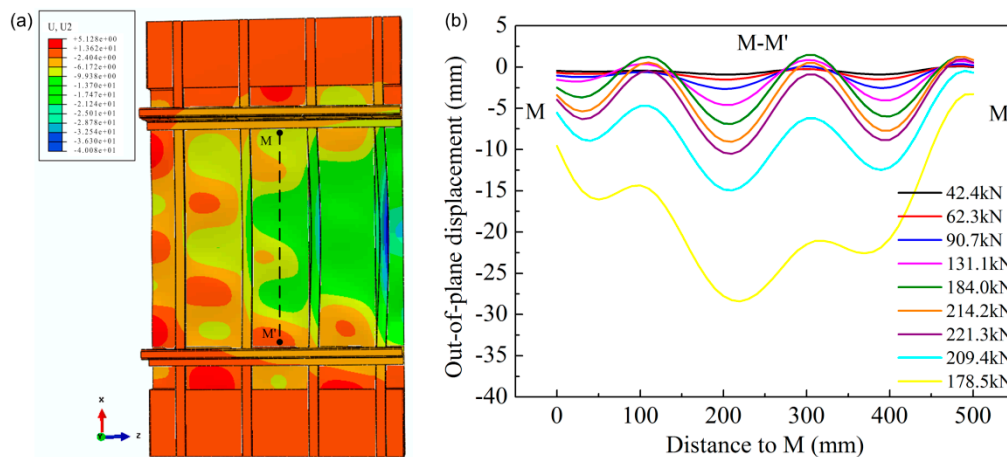 (a)
U, U2
+5.128e+00
+1.362e+01
-2.404e+00
-6.172e+00
-9.938e+00
-1.370e+01
-1.747e+01
-2.124e+01
-2.501e+01
-2.878e+01
-3.254e+01
-3.630e+01
-4.008e+01
M
M'
X
Y
Z
(b)
Out-of-plane displacement (mm)
5
0
-5
-10
-15
-20
-25
-30
-35
-40
M-M'
M
M
42.4kN
62.3kN
90.7kN
131.1kN
184.0kN
214.2kN
221.3kN
209.4kN
178.5kN
0 100 200 300 400 500
Distance to M (mm)